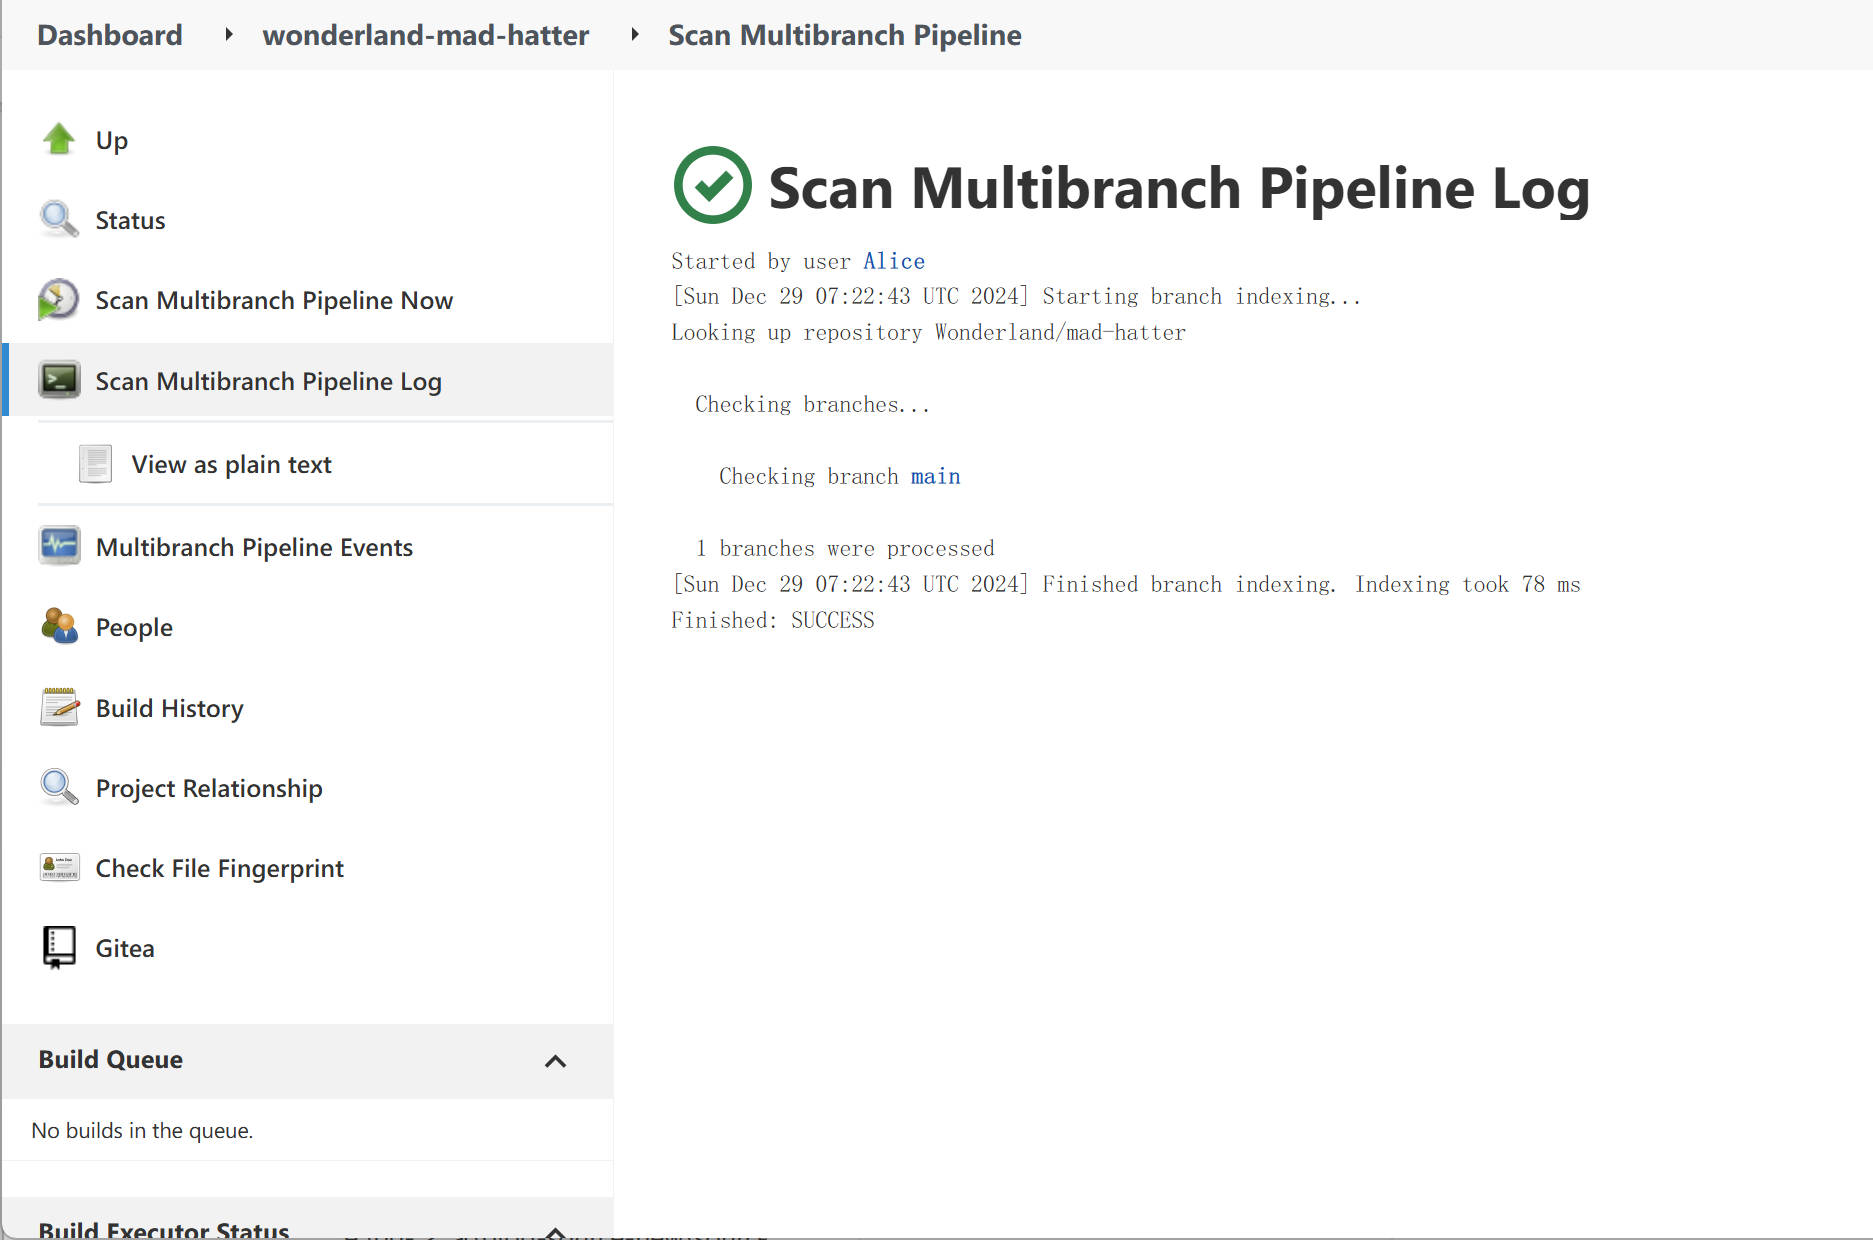 Dashboard wonderland-mad-hatter Scan Multibranch Pipeline
Up
Status
Scan Multibranch Pipeline Now
Scan Multibranch Pipeline Log
View as plain text
Multibranch Pipeline Events
People
Build History
Project Relationship
Check File Fingerprint
Gitea
Build Queue
No builds in the queue.
Build Executor Status
Scan Multibranch Pipeline Log
Started by user Alice
[Sun Dec 29 07:22:43 UTC 2024] Starting branch indexing...
Looking up repository Wonderland/mad-hatter
Checking branches...
Checking branch main
1 branches were processed
[Sun Dec 29 07:22:43 UTC 2024] Finished branch indexing. Indexing took 78 ms
Finished: SUCCESS